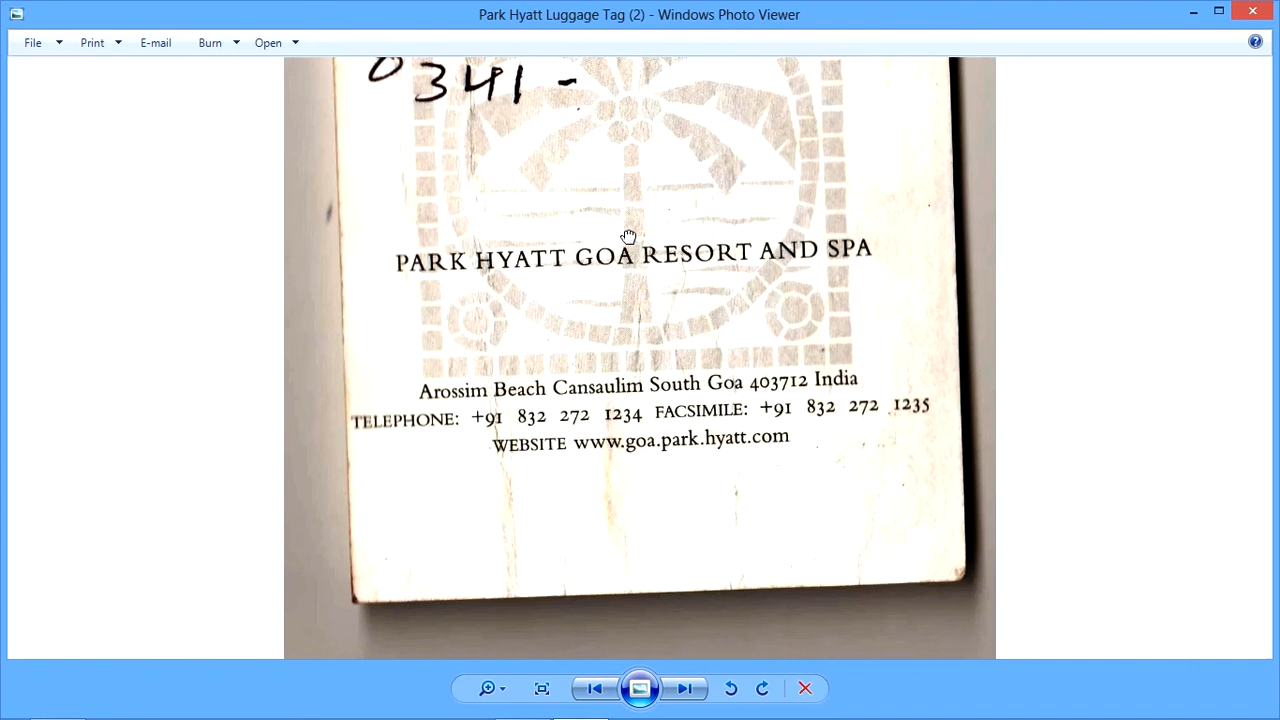 Park Hyatt Luggage Tag (2) - Windows Photo Viewer
File Print E-mail Burn Open
0341-
PARK HYATT GOA RESORT AND SPA
Arossim Beach Cansaulim South Goa 403712 India
TELEPHONE: +91 832 272 1234 FACSIMILE: +91 832 272 1235
WEBSITE www.goa.park.hyatt.com